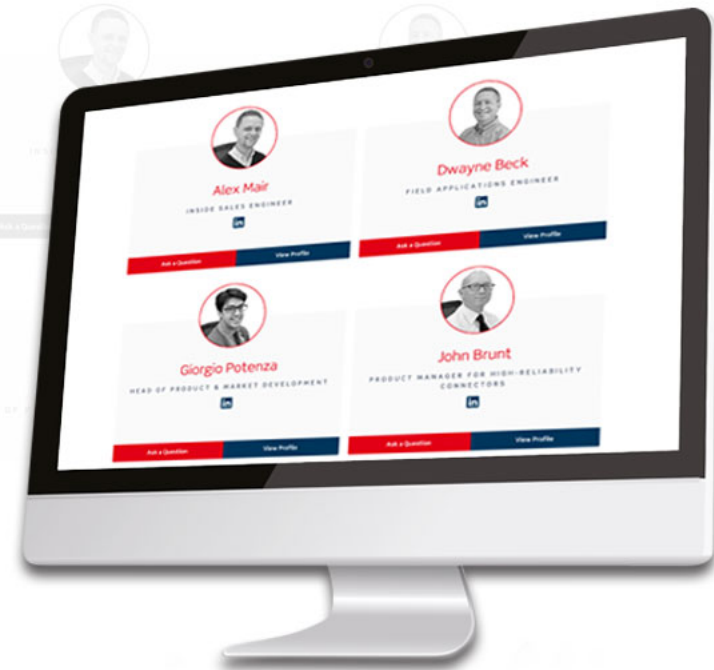 Alex Mair
INSIDE SALES ENGINEER
in
Ask a Question
View Profile
Dwayne Beck
FIELD APPLICATIONS ENGINEER
in
Ask a Question
View Profile
Giorgio Potenza
HEAD OF PRODUCT & MARKET DEVELOPMENT
in
Ask a Question
View Profile
John Brunt
PRODUCT MANAGER FOR HIGH-RELIABILITY
CONNECTORS
in
Ask a Question
View Profile